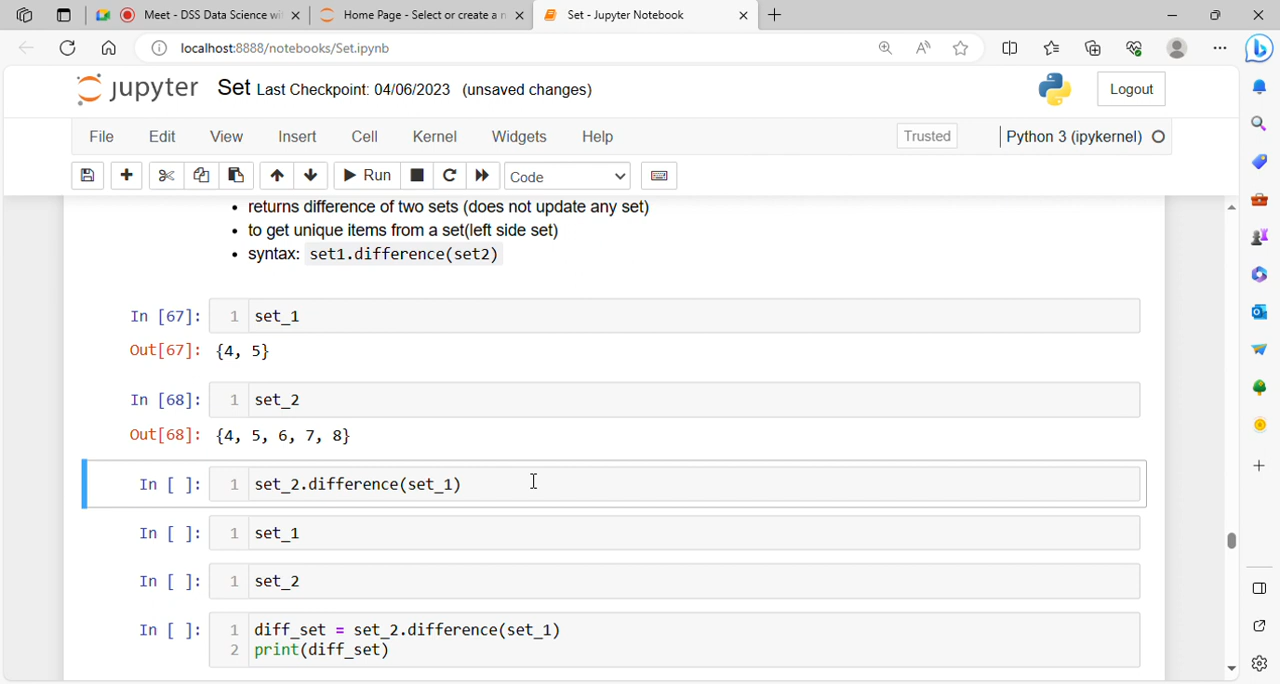 Meet - DSS Data Science wi
Home Page - Select or create a n
Set - Jupyter Notebook
localhost:8888/notebooks/Set.ipynb
jupyter Set Last Checkpoint: 04/06/2023 (unsaved changes)
Logout
File Edit View Insert Cell Kernel Widgets Help
Trusted
Python 3 (ipykernel)
Run
Code
• returns difference of two sets (does not update any set)
• to get unique items from a set(left side set)
• syntax: set1.difference(set2)
In [67]: 1 set_1
Out[67]: {4, 5}
In [68]: 1 set_2
Out[68]: {4, 5, 6, 7, 8}
In [ ]: 1 set_2.difference(set_1)
In [ ]: 1 set_1
In [ ]: 1 set_2
In [ ]: 1 diff_set = set_2.difference(set_1)
2 print(diff_set)